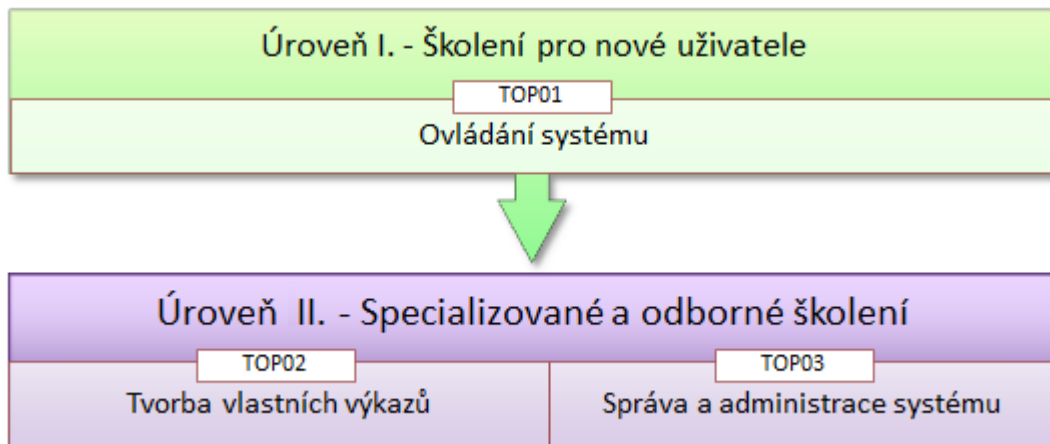 Úroveň I. - Školení pro nové uživatele
TOP01
Ovládání systému
Úroveň II. - Specializované a odborné školení
TOP02
Tvorba vlastních výkazů
TOP03
Správa a administrace systému